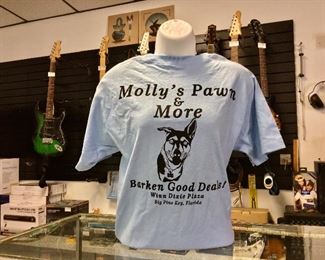 Molly's Pawn
&
More
Barken Good Deals!
Winn Dixie Plaza
Big Pine Key, Florida